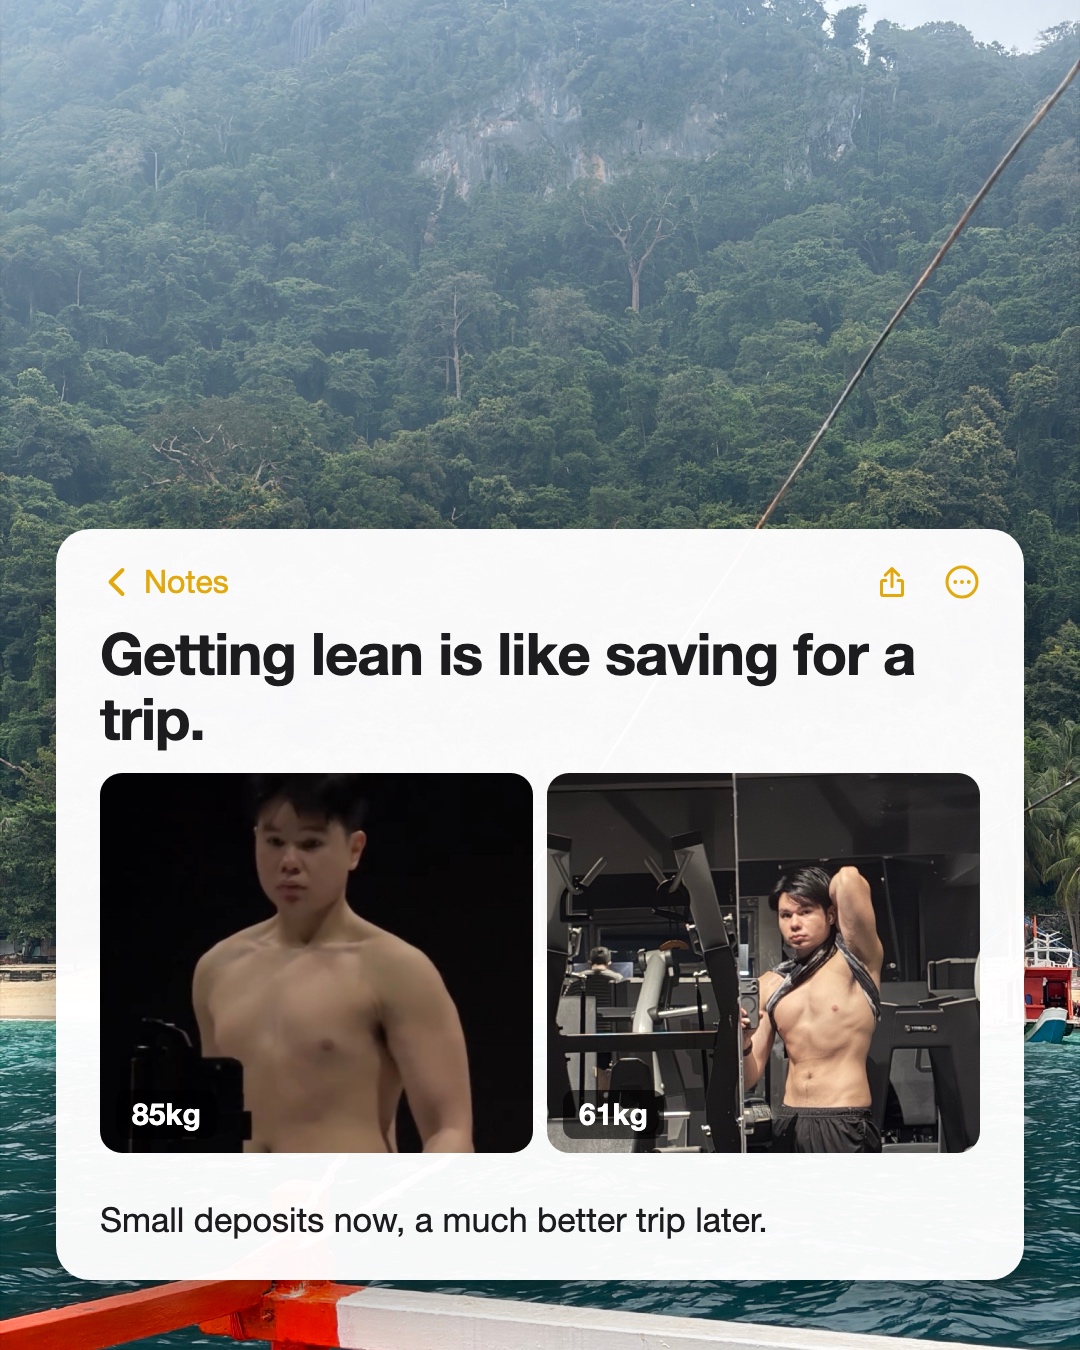 Notes
Getting lean is like saving for a
trip.
85kg
61kg
Small deposits now, a much better trip later.